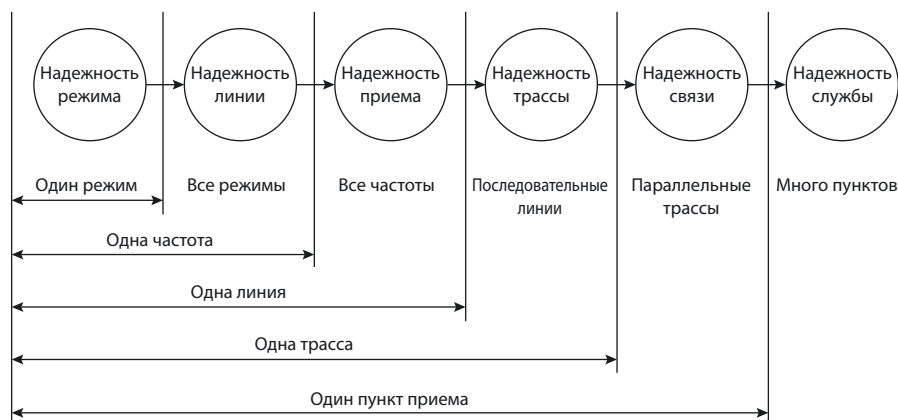 Надежность
режима
Надежность
линии
Надежность
приема
Надежность
трассы
Надежность
связи
Надежность
службы
Один режим
Все режимы
Все частоты
Последовательные
линии
Параллельные
трассы
Много пунктов
Одна частота
Одна линия
Одна трасса
Один пункт приема